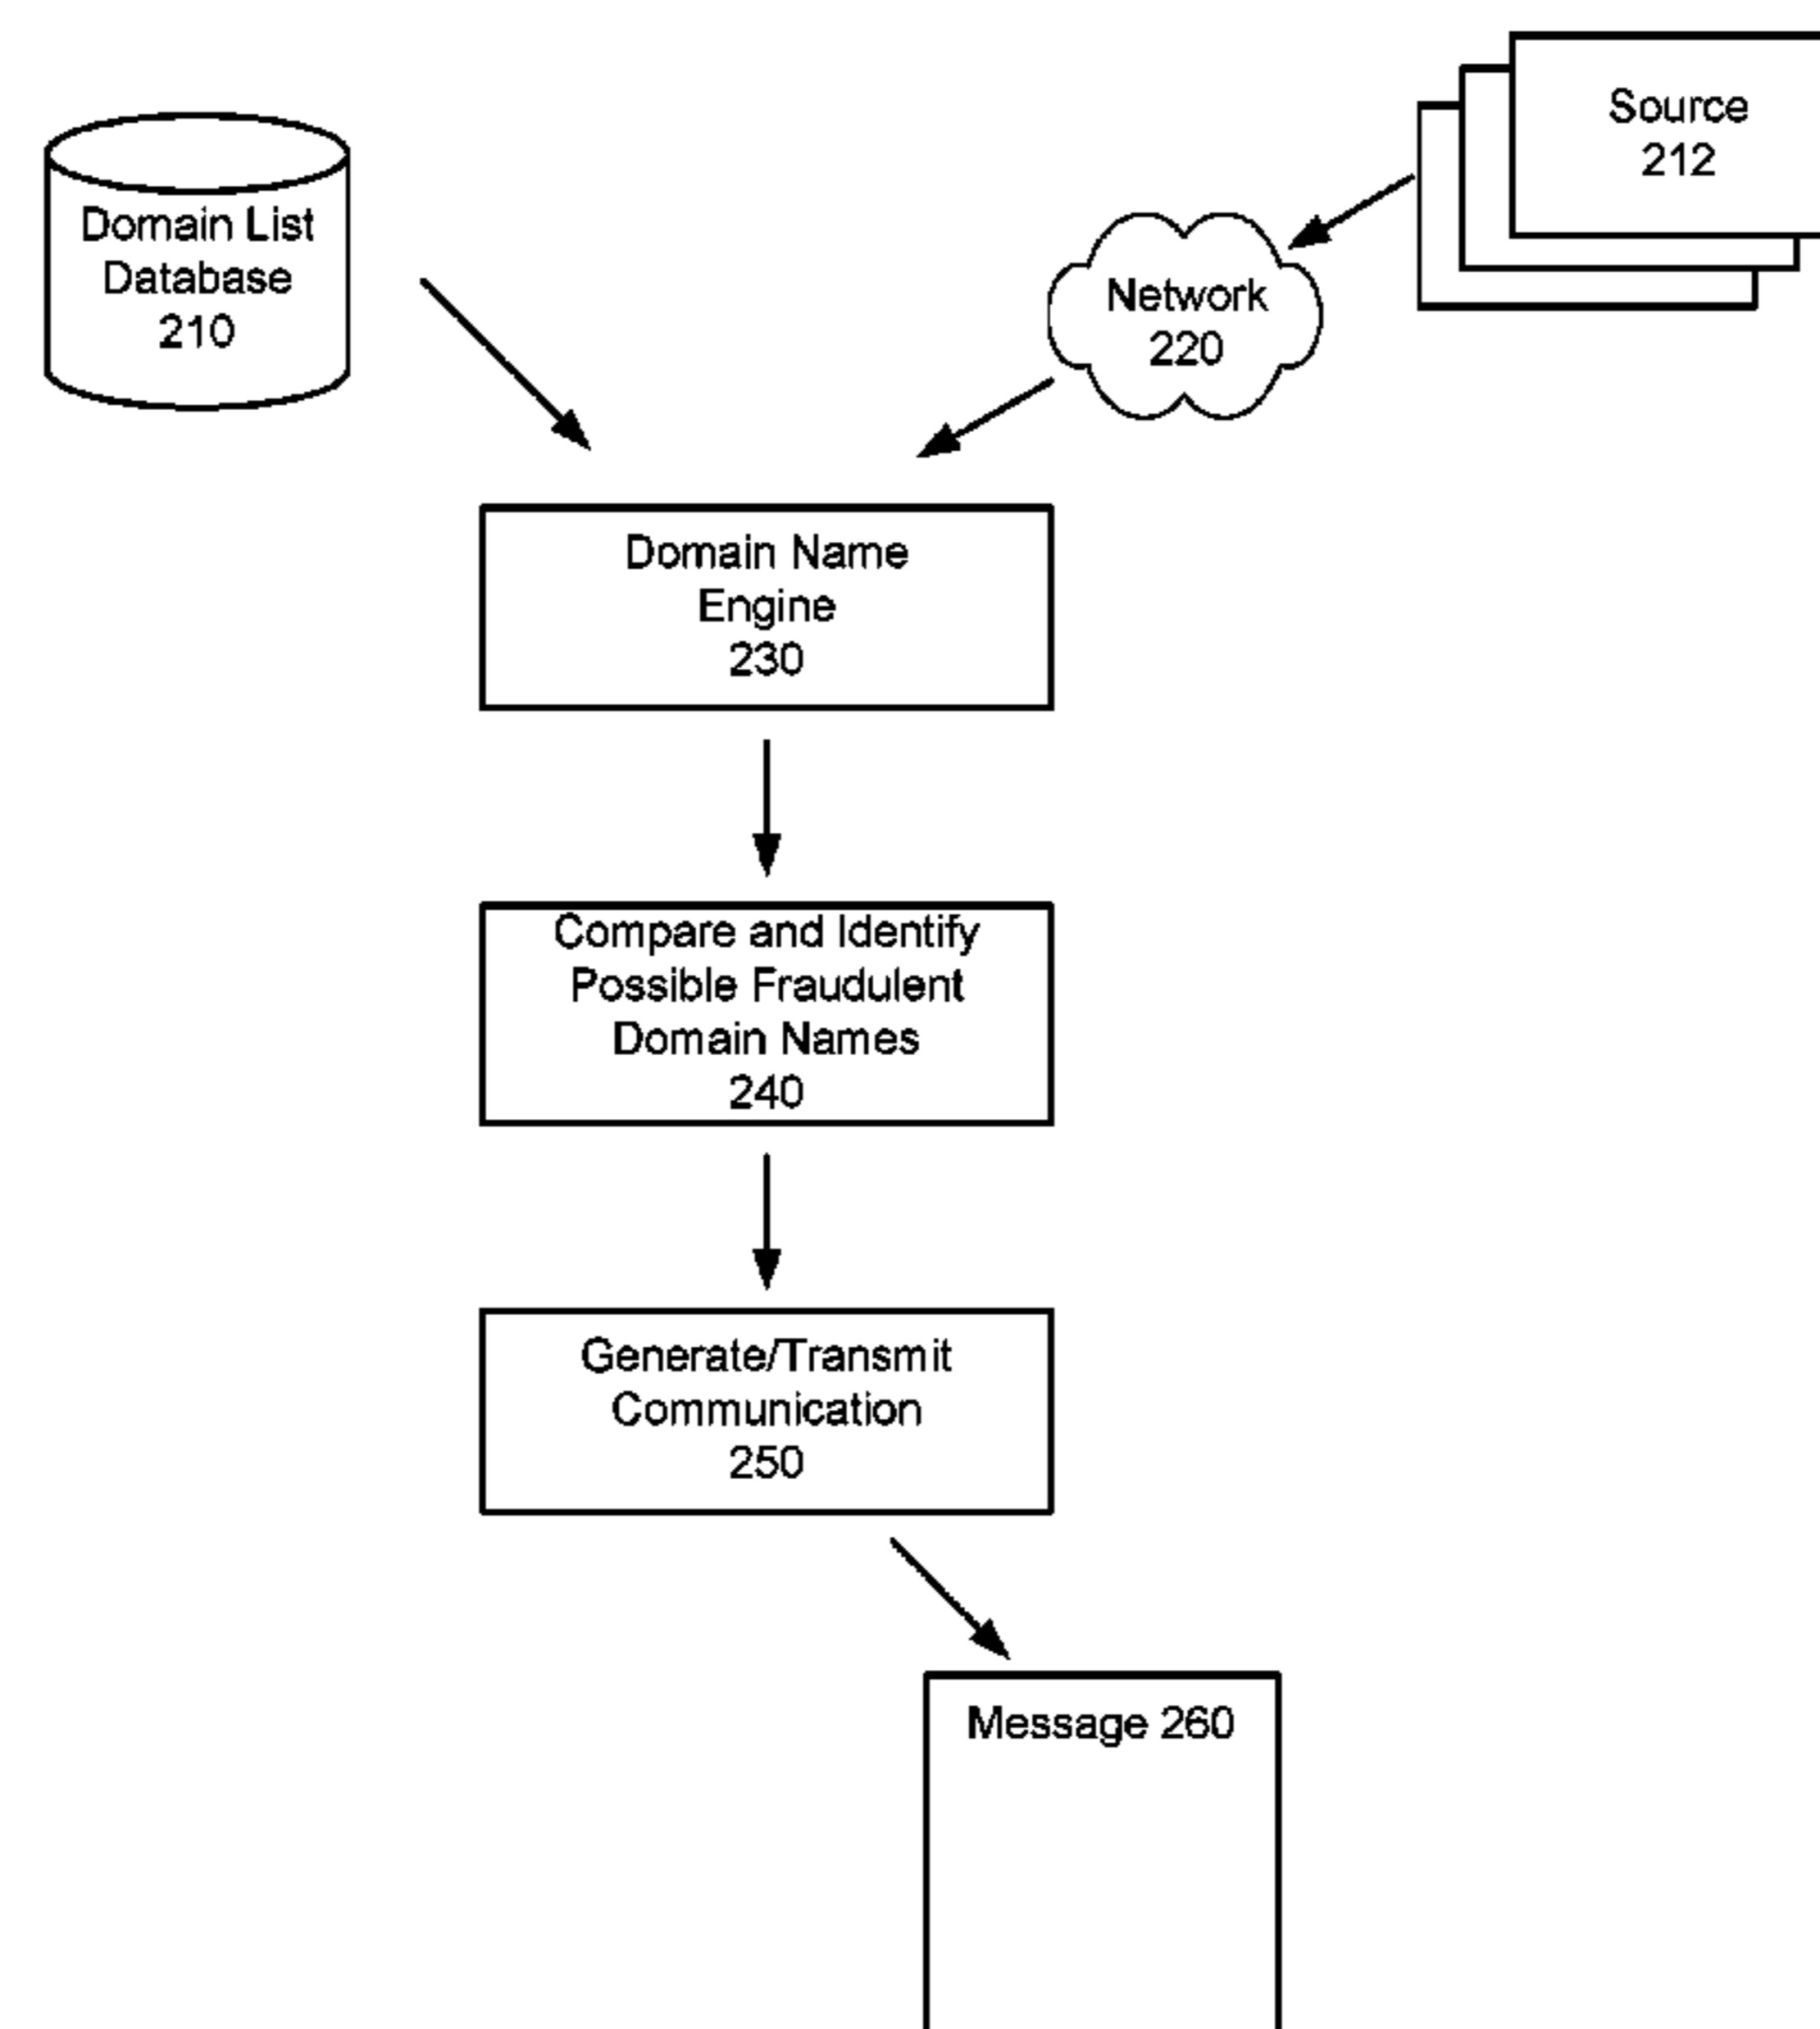 Source
212
Domain List
Database
210
Network
220
Domain Name
Engine
230
Compare and Identify
Possible Fraudulent
Domain Names
240
Generate/Transmit
Communication
250
Message 260